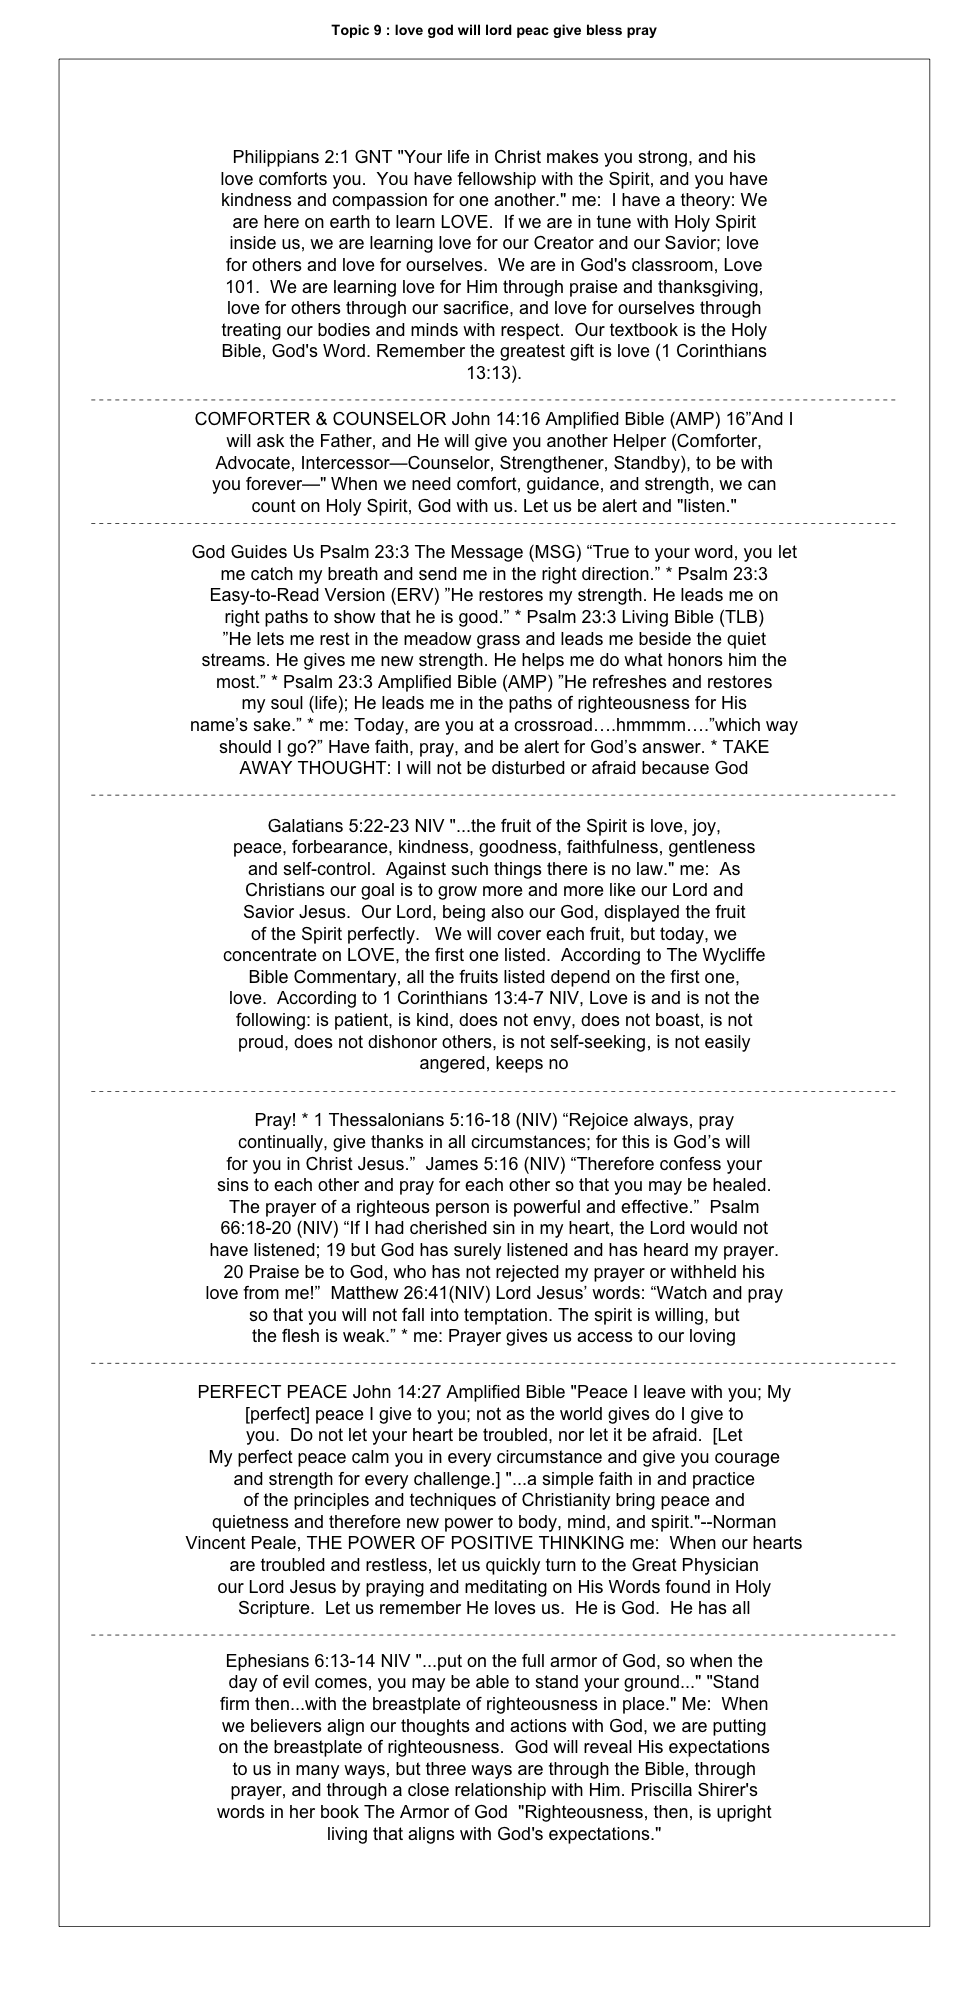 Topic 9 : love god will lord peac give bless pray
Philippians 2:1 GNT "Your life in Christ makes you strong, and his
love comforts you.  You have fellowship with the Spirit, and you have
kindness and compassion for one another." me:  I have a theory: We
are here on earth to learn LOVE.  If we are in tune with Holy Spirit
inside us, we are learning love for our Creator and our Savior; love
for others and love for ourselves.  We are in God's classroom, Love
101.  We are learning love for Him through praise and thanksgiving,
love for others through our sacrifice, and love for ourselves through
treating our bodies and minds with respect.  Our textbook is the Holy
Bible, God's Word. Remember the greatest gift is love (1 Corinthians
13:13).
COMFORTER & COUNSELOR John 14:16 Amplified Bible (AMP) 16”And I
will ask the Father, and He will give you another Helper (Comforter,
Advocate, Intercessor—Counselor, Strengthener, Standby), to be with
you forever—" When we need comfort, guidance, and strength, we can
count on Holy Spirit, God with us. Let us be alert and "listen."
God Guides Us Psalm 23:3 The Message (MSG) “True to your word, you let
me catch my breath and send me in the right direction.” * Psalm 23:3
Easy-to-Read Version (ERV) ”He restores my strength. He leads me on
right paths to show that he is good.” * Psalm 23:3 Living Bible (TLB)
”He lets me rest in the meadow grass and leads me beside the quiet
streams. He gives me new strength. He helps me do what honors him the
most.” * Psalm 23:3 Amplified Bible (AMP) ”He refreshes and restores
my soul (life); He leads me in the paths of righteousness for His
name’s sake.” * me: Today, are you at a crossroad….hmmmm….”which way
should I go?” Have faith, pray, and be alert for God’s answer. * TAKE
AWAY THOUGHT: I will not be disturbed or afraid because God
Galatians 5:22-23 NIV "...the fruit of the Spirit is love, joy,
peace, forbearance, kindness, goodness, faithfulness, gentleness
and self-control.  Against such things there is no law." me:  As
Christians our goal is to grow more and more like our Lord and
Savior Jesus.  Our Lord, being also our God, displayed the fruit
of the Spirit perfectly.   We will cover each fruit, but today, we
concentrate on LOVE, the first one listed.  According to The Wycliffe
Bible Commentary, all the fruits listed depend on the first one,
love.  According to 1 Corinthians 13:4-7 NIV, Love is and is not the
following: is patient, is kind, does not envy, does not boast, is not
proud, does not dishonor others, is not self-seeking, is not easily
angered, keeps no
Pray! * 1 Thessalonians 5:16-18 (NIV) “Rejoice always, pray
continually, give thanks in all circumstances; for this is God’s will
for you in Christ Jesus.”  James 5:16 (NIV) “Therefore confess your
sins to each other and pray for each other so that you may be healed.
The prayer of a righteous person is powerful and effective.”  Psalm
66:18-20 (NIV) “If I had cherished sin in my heart, the Lord would not
have listened; 19 but God has surely listened and has heard my prayer.
20 Praise be to God, who has not rejected my prayer or withheld his
love from me!”  Matthew 26:41(NIV) Lord Jesus’ words: “Watch and pray
so that you will not fall into temptation. The spirit is willing, but
the flesh is weak.” * me: Prayer gives us access to our loving
PERFECT PEACE John 14:27 Amplified Bible "Peace I leave with you; My
[perfect] peace I give to you; not as the world gives do I give to
you.  Do not let your heart be troubled, nor let it be afraid.  [Let
My perfect peace calm you in every circumstance and give you courage
and strength for every challenge.] "...a simple faith in and practice
of the principles and techniques of Christianity bring peace and
quietness and therefore new power to body, mind, and spirit."--Norman
Vincent Peale, THE POWER OF POSITIVE THINKING me:  When our hearts
are troubled and restless, let us quickly turn to the Great Physician
our Lord Jesus by praying and meditating on His Words found in Holy
Scripture.  Let us remember He loves us.  He is God.  He has all
Ephesians 6:13-14 NIV "...put on the full armor of God, so when the
day of evil comes, you may be able to stand your ground..." "Stand
firm then...with the breastplate of righteousness in place." Me:  When
we believers align our thoughts and actions with God, we are putting
on the breastplate of righteousness.  God will reveal His expectations
to us in many ways, but three ways are through the Bible, through
prayer, and through a close relationship with Him. Priscilla Shirer's
words in her book The Armor of God  "Righteousness, then, is upright
living that aligns with God's expectations."